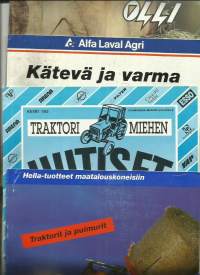 OLLI
Alfa Laval Agri
Kätevä ja varma
TRAKTORI MIEHEN
UUTISET
Hella-tuotteet maatalouskoneisiin
Traktorit ja puimurit